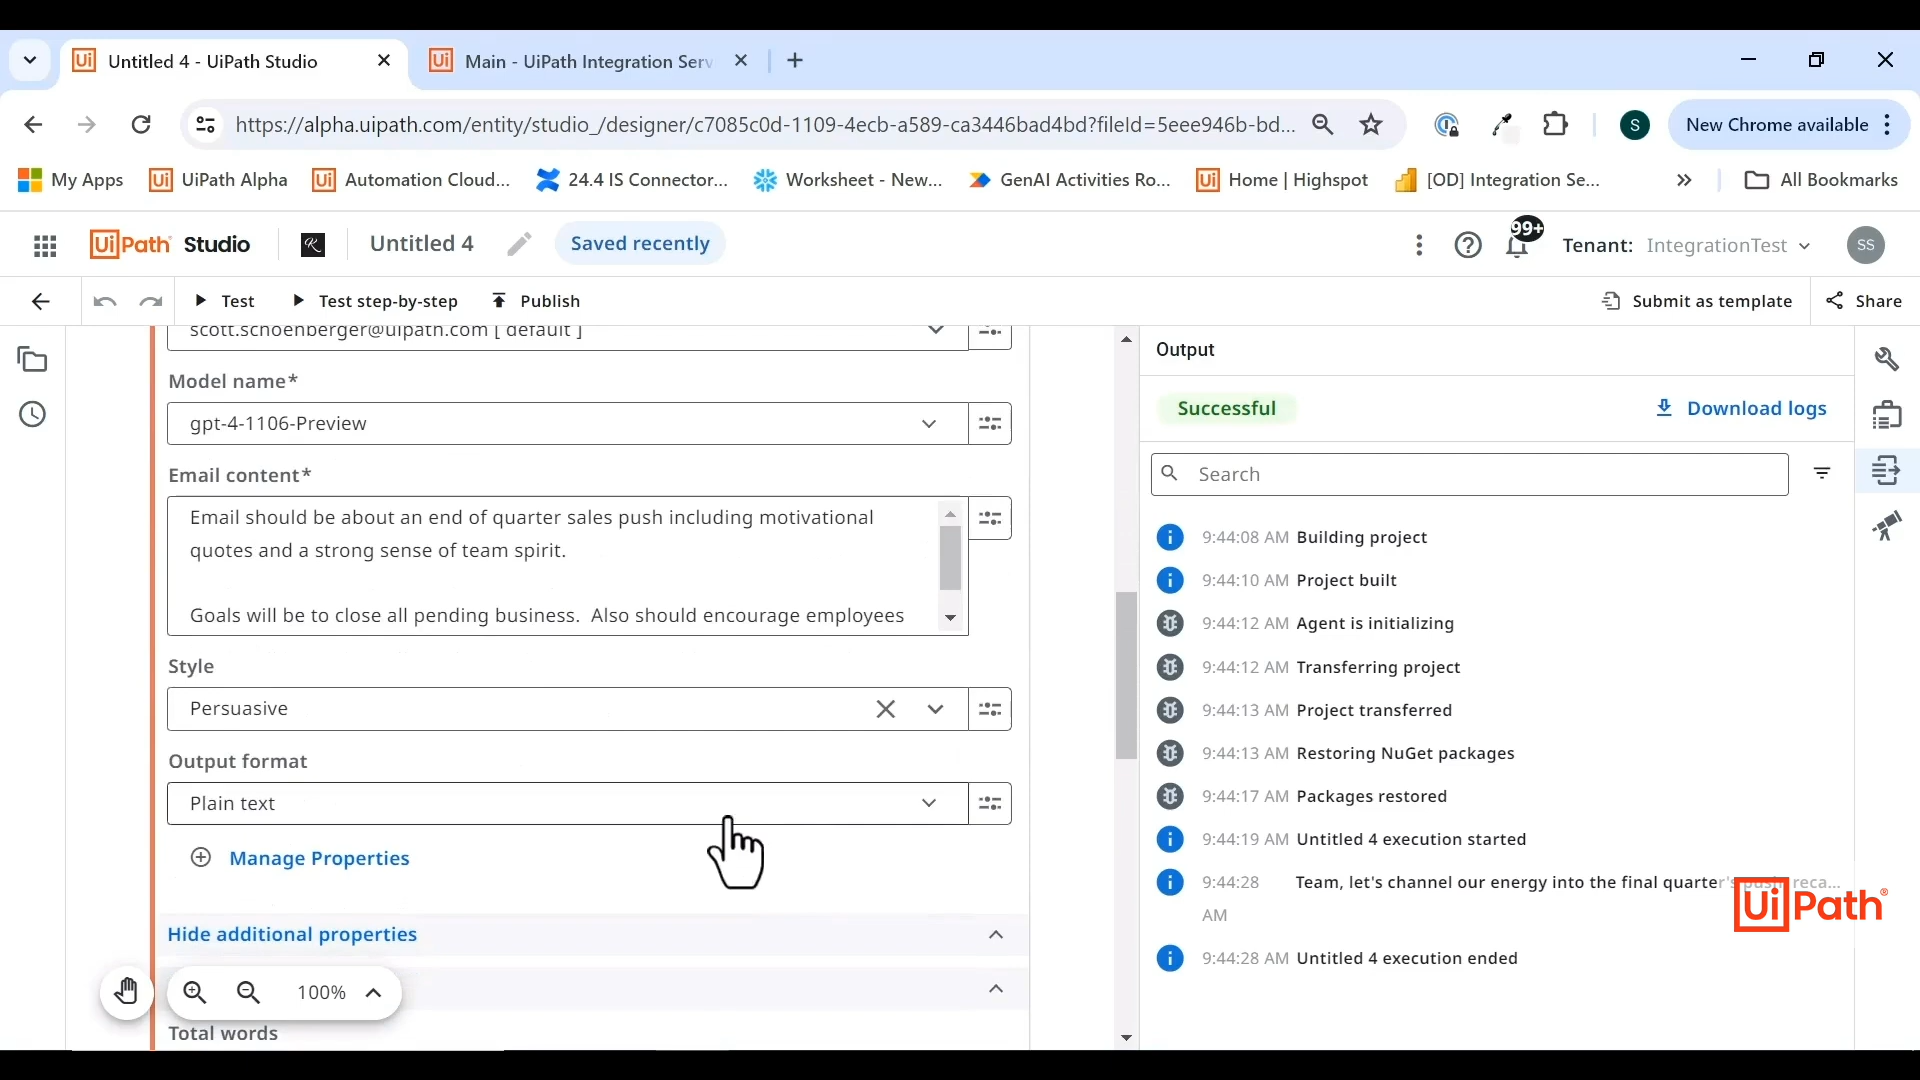 Untitled 4 - UiPath Studio
Main - UiPath Integration Serv
https://alpha.uipath.com/entity/studio_/designer/c7085c0d-1109-4ecb-a589-ca3446bad4bd?fileId=5eee946b-bd...
S
New Chrome available
My Apps
UiPath Alpha
Automation Cloud...
24.4 IS Connector...
Worksheet - New...
GenAI Activities Ro...
Home | Highspot
[OD] Integration Se...
All Bookmarks
UiPath Studio
Untitled 4
Saved recently
99+
Tenant: IntegrationTest
SS
Test
Test step-by-step
Publish
Submit as template
Share
scott.schoenberger@uipath.com [ default ]
Model name*
gpt-4-1106-Preview
Email content*
Email should be about an end of quarter sales push including motivational
quotes and a strong sense of team spirit.
Goals will be to close all pending business.  Also should encourage employees
Style
Persuasive
Output format
Plain text
Manage Properties
Hide additional properties
100%
Total words
Output
Successful
Download logs
Search
9:44:08 AM Building project
9:44:10 AM Project built
9:44:12 AM Agent is initializing
9:44:12 AM Transferring project
9:44:13 AM Project transferred
9:44:13 AM Restoring NuGet packages
9:44:17 AM Packages restored
9:44:19 AM Untitled 4 execution started
9:44:28 AM Team, let's channel our energy into the final quarter's push, reca...
9:44:28 AM Untitled 4 execution ended
UiPath®